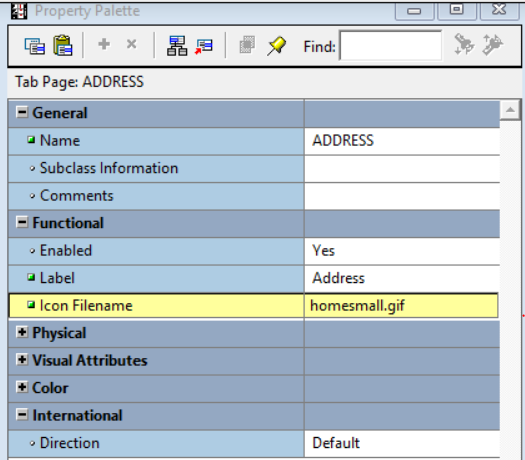 Property Palette
Find:
Tab Page: ADDRESS
General
Name ADDRESS
Subclass Information
Comments
Functional
Enabled Yes
Label Address
Icon Filename homesmall.gif
Physical
Visual Attributes
Color
International
Direction Default